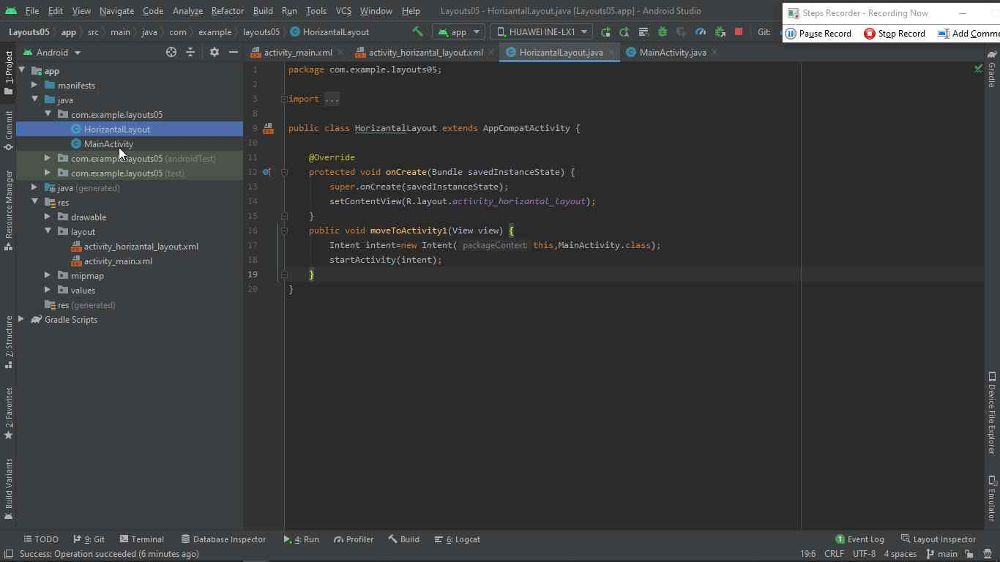 File Edit View Navigate Code Analyze Refactor Build Run Tools VCS Window Help Layouts05 - HorizantalLayout.java [Layouts05.app] - Android Studio
Steps Recorder - Recording Now
Pause Record Stop Record Add Comme
Layouts05 app src main java com example layouts05 HorizantalLayout app HUAWEI INE-LX1 Git:
Android
activity_main.xml activity_horizantal_layout.xml HorizantalLayout.java MainActivity.java
1: Project
Commit
Resource Manager
7: Structure
2: Favorites
Build Variants
app
manifests
java
com.example.layouts05
HorizantalLayout
MainActivity
com.example.layouts05 (androidTest)
com.example.layouts05 (test)
java (generated)
res
drawable
layout
activity_horizantal_layout.xml
activity_main.xml
mipmap
values
res (generated)
Gradle Scripts
1 package com.example.layouts05;
2
3 import ...
8
9 public class HorizantalLayout extends AppCompatActivity {
10
11 @Override
12 protected void onCreate(Bundle savedInstanceState) {
13 super.onCreate(savedInstanceState);
14 setContentView(R.layout.activity_horizantal_layout);
15 }
16 public void moveToActivity1(View view) {
17 Intent intent=new Intent( packageContext: this,MainActivity.class);
18 startActivity(intent);
19 }
20 }
Gradle
Device File Explorer
Emulator
TODO 9: Git Terminal Database Inspector 4: Run Profiler Build 6: Logcat 1 Event Log Layout Inspector
Success: Operation succeeded (6 minutes ago) 19:6 CRLF UTF-8 4 spaces main